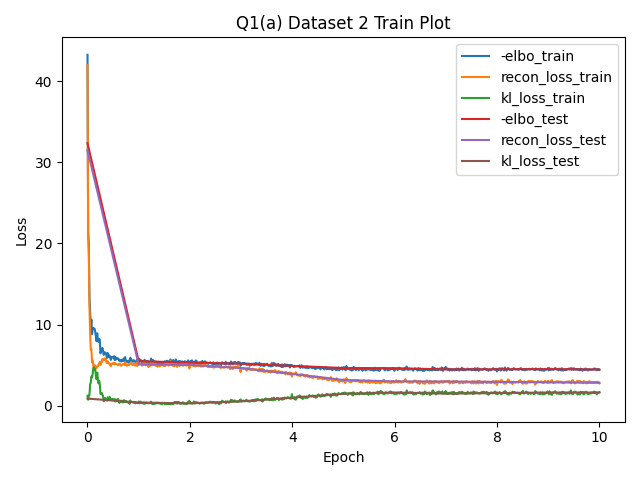 Q1(a) Dataset 2 Train Plot
-elbo_train
recon_loss_train
kl_loss_train
-elbo_test
recon_loss_test
kl_loss_test
Loss
40
30
20
10
0
0 2 4 6 8 10
Epoch